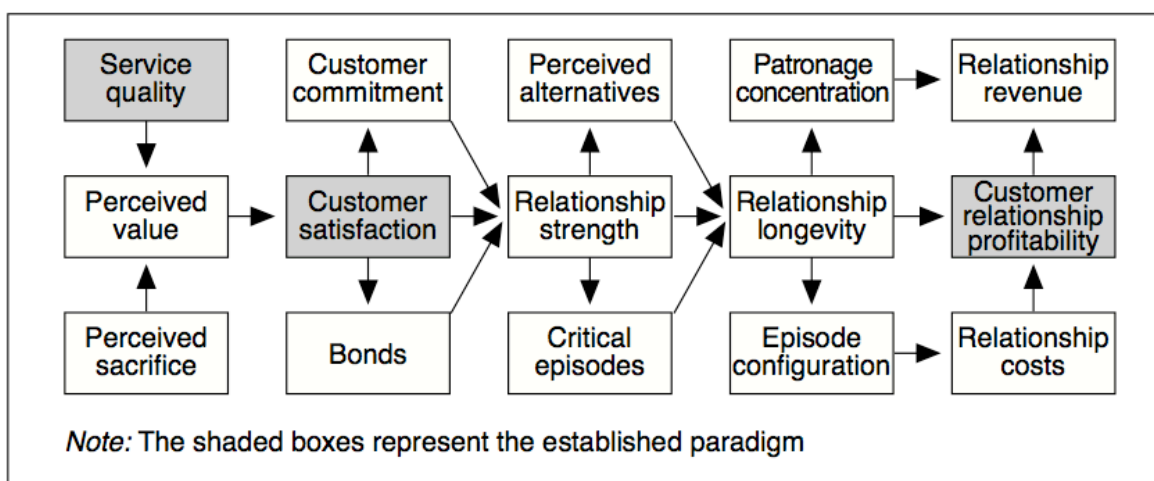 Service
quality
Customer
commitment
Perceived
alternatives
Patronage
concentration
Relationship
revenue
Perceived
value
Customer
satisfaction
Relationship
strength
Relationship
longevity
Customer
relationship
profitability
Perceived
sacrifice
Bonds
Critical
episodes
Episode
configuration
Relationship
costs
Note: The shaded boxes represent the established paradigm